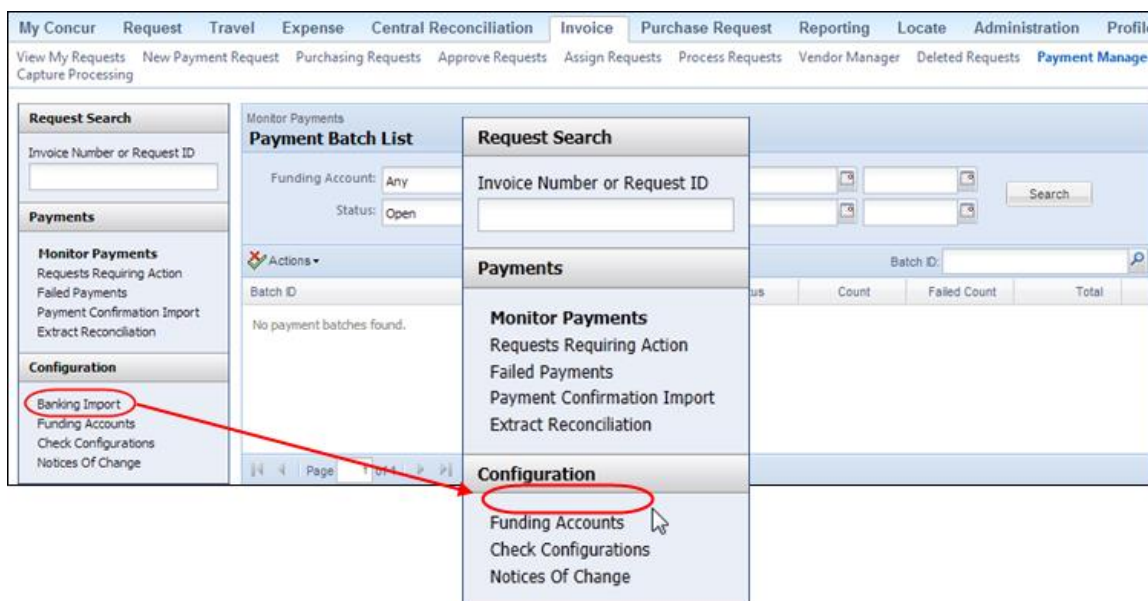 My Concur Request Travel Expense Central Reconciliation Invoice Purchase Request Reporting Locate Administration
View My Requests New Payment Request Purchasing Requests Approve Requests Assign Requests Process Requests Vendor Manager Deleted Requests Payment Manage
Capture Processing
Request Search
Invoice Number or Request ID
Payments
Monitor Payments
Requests Requiring Action
Failed Payments
Payment Confirmation Import
Extract Reconciliation
Configuration
Banking Import
Funding Accounts
Check Configurations
Notices Of Change
Monitor Payments
Payment Batch List
Funding Account: Any
Status: Open
Search
Actions
Batch ID:
Batch ID Count Failed Count Total
No payment batches found.
Page 1 of 1
Request Search
Invoice Number or Request ID
Payments
Monitor Payments
Requests Requiring Action
Failed Payments
Payment Confirmation Import
Extract Reconciliation
Configuration
Funding Accounts
Check Configurations
Notices Of Change